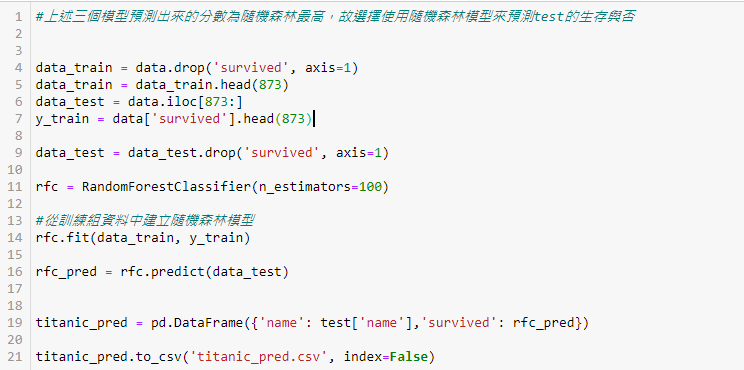 1 #上述三個模型預測出來的分數為隨機森林最高，故選擇使用隨機森林模型來預測test的生存與否
2
3
4 data_train = data.drop('survived', axis=1)
5 data_train = data_train.head(873)
6 data_test = data.iloc[873:]
7 y_train = data['survived'].head(873)
8
9 data_test = data_test.drop('survived', axis=1)
10
11 rfc = RandomForestClassifier(n_estimators=100)
12
13 #從訓練組資料中建立隨機森林模型
14 rfc.fit(data_train, y_train)
15
16 rfc_pred = rfc.predict(data_test)
17
18
19 titanic_pred = pd.DataFrame({'name': test['name'],'survived': rfc_pred})
20
21 titanic_pred.to_csv('titanic_pred.csv', index=False)